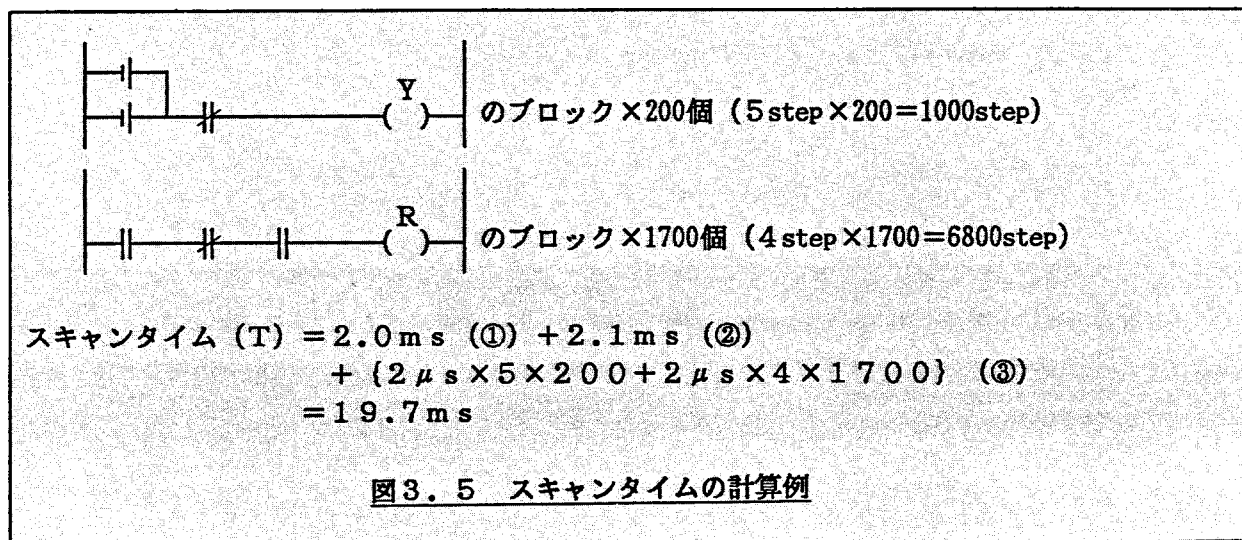 Y
のブロック×200個 (5step×200=1000step)
R
のブロック×1700個 (4step×1700=6800step)
スキャンタイム (T) =2.0ms (①) +2.1ms (②)
+ {2μs×5×200+2μs×4×1700} (③)
=19.7ms
図3.5 スキャンタイムの計算例